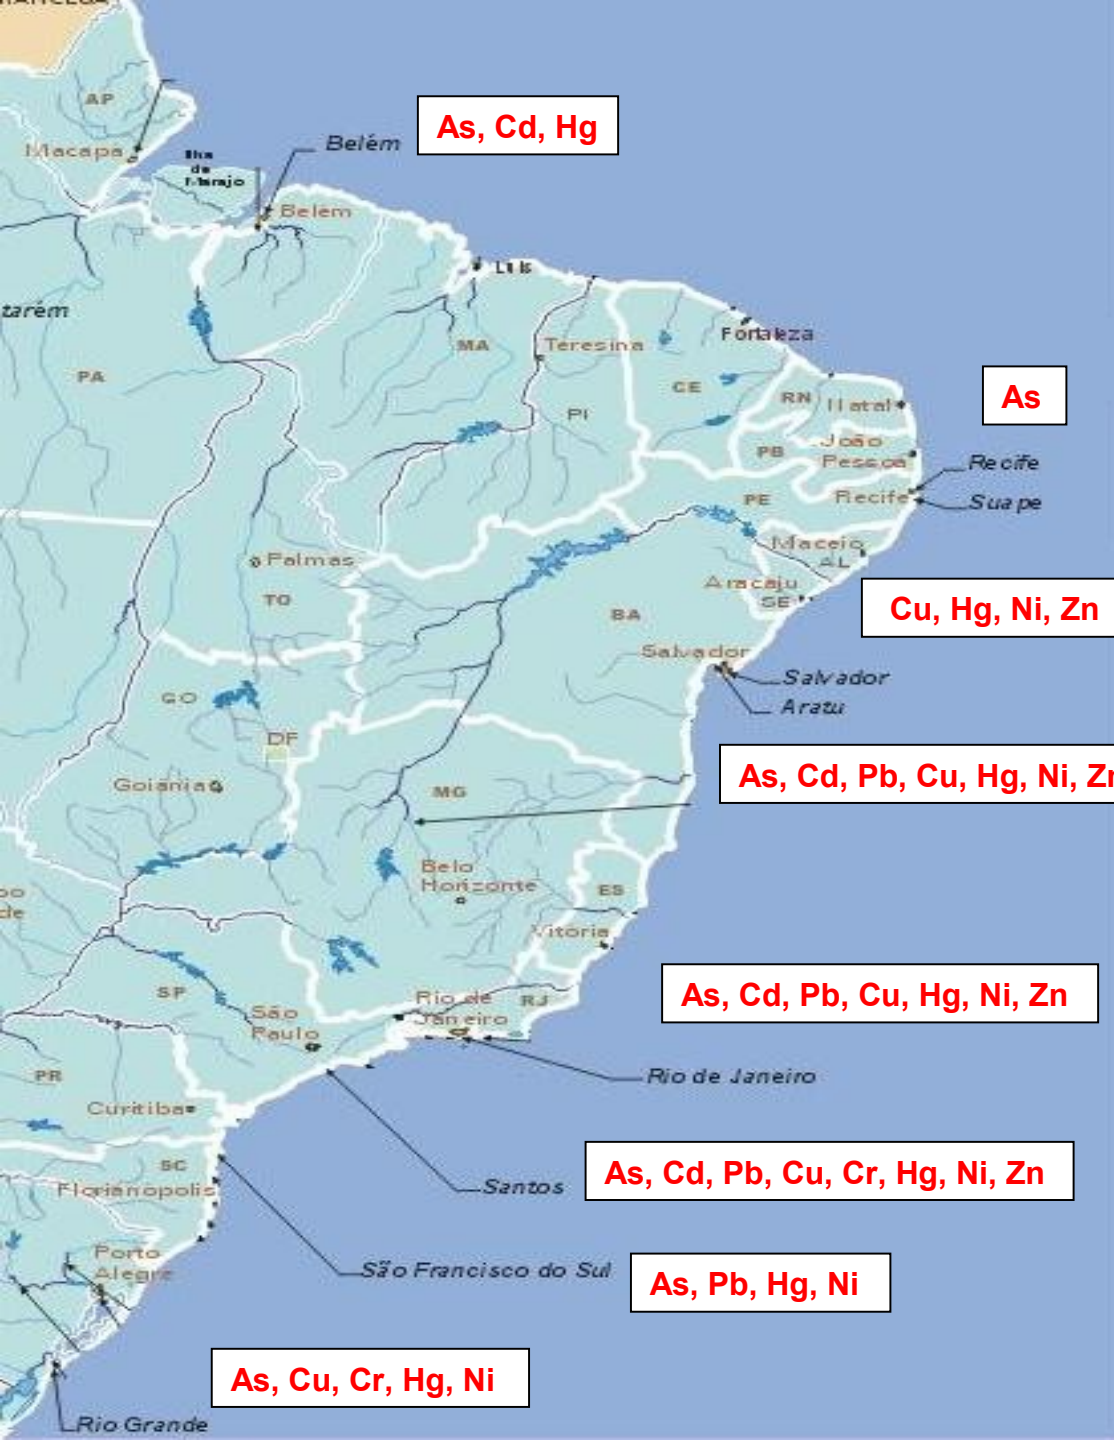 AP
As, Cd, Hg
Macapa
Belém
Ilha
de
Marajo
Belém
Luis
tarém
Fortaleza
MA
Teresina
PA
CE
RN
Natal
As
PI
João
Pessoa
PB
Recife
PE
Recife
Suape
Maceio
AL
Palmas
Aracaju
SE
TO
BA
Cu, Hg, Ni, Zn
Salvador
Salvador
Aratu
GO
DF
As, Cd, Pb, Cu, Hg, Ni, Zn
Goiânia
MG
Belo
Horizonte
ES
de
Vitoria
SP
Rio de
Janeiro
RJ
As, Cd, Pb, Cu, Hg, Ni, Zn
São
Paulo
PR
Rio de Janeiro
Curitiba
SC
As, Cd, Pb, Cu, Cr, Hg, Ni, Zn
Florianopolis
Santos
Porto
Alegre
São Francisco do Sul
As, Pb, Hg, Ni
As, Cu, Cr, Hg, Ni
Rio Grande